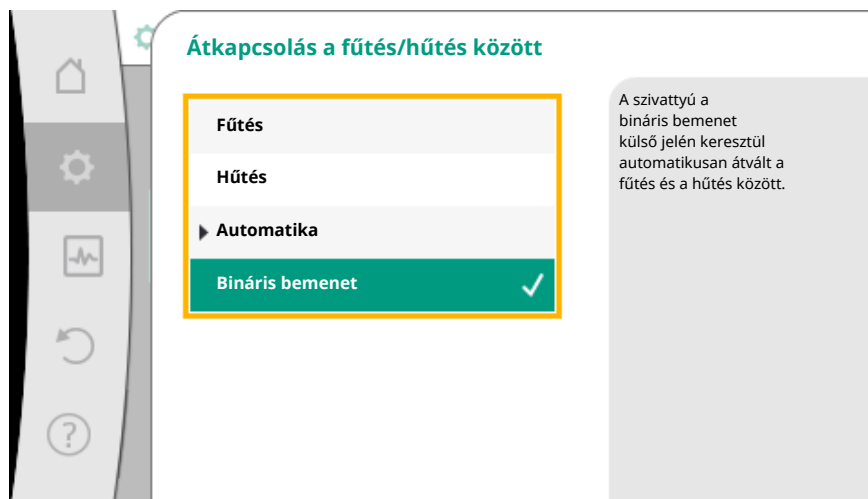 Átkapcsolás a fűtés/hűtés között
Fűtés
Hűtés
Automatika
Bináris bemenet
A szivattyú a
bináris bemenet
külső jelén keresztül
automatikusan átvált a
fűtés és a hűtés között.
?